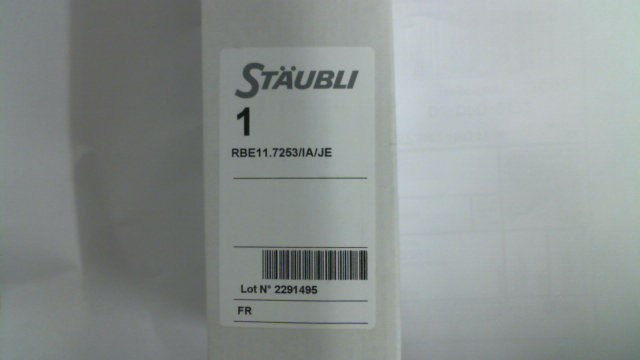 STÄUBLI
1
RBE11.7253/IA/JE
Lot N° 2291495
FR